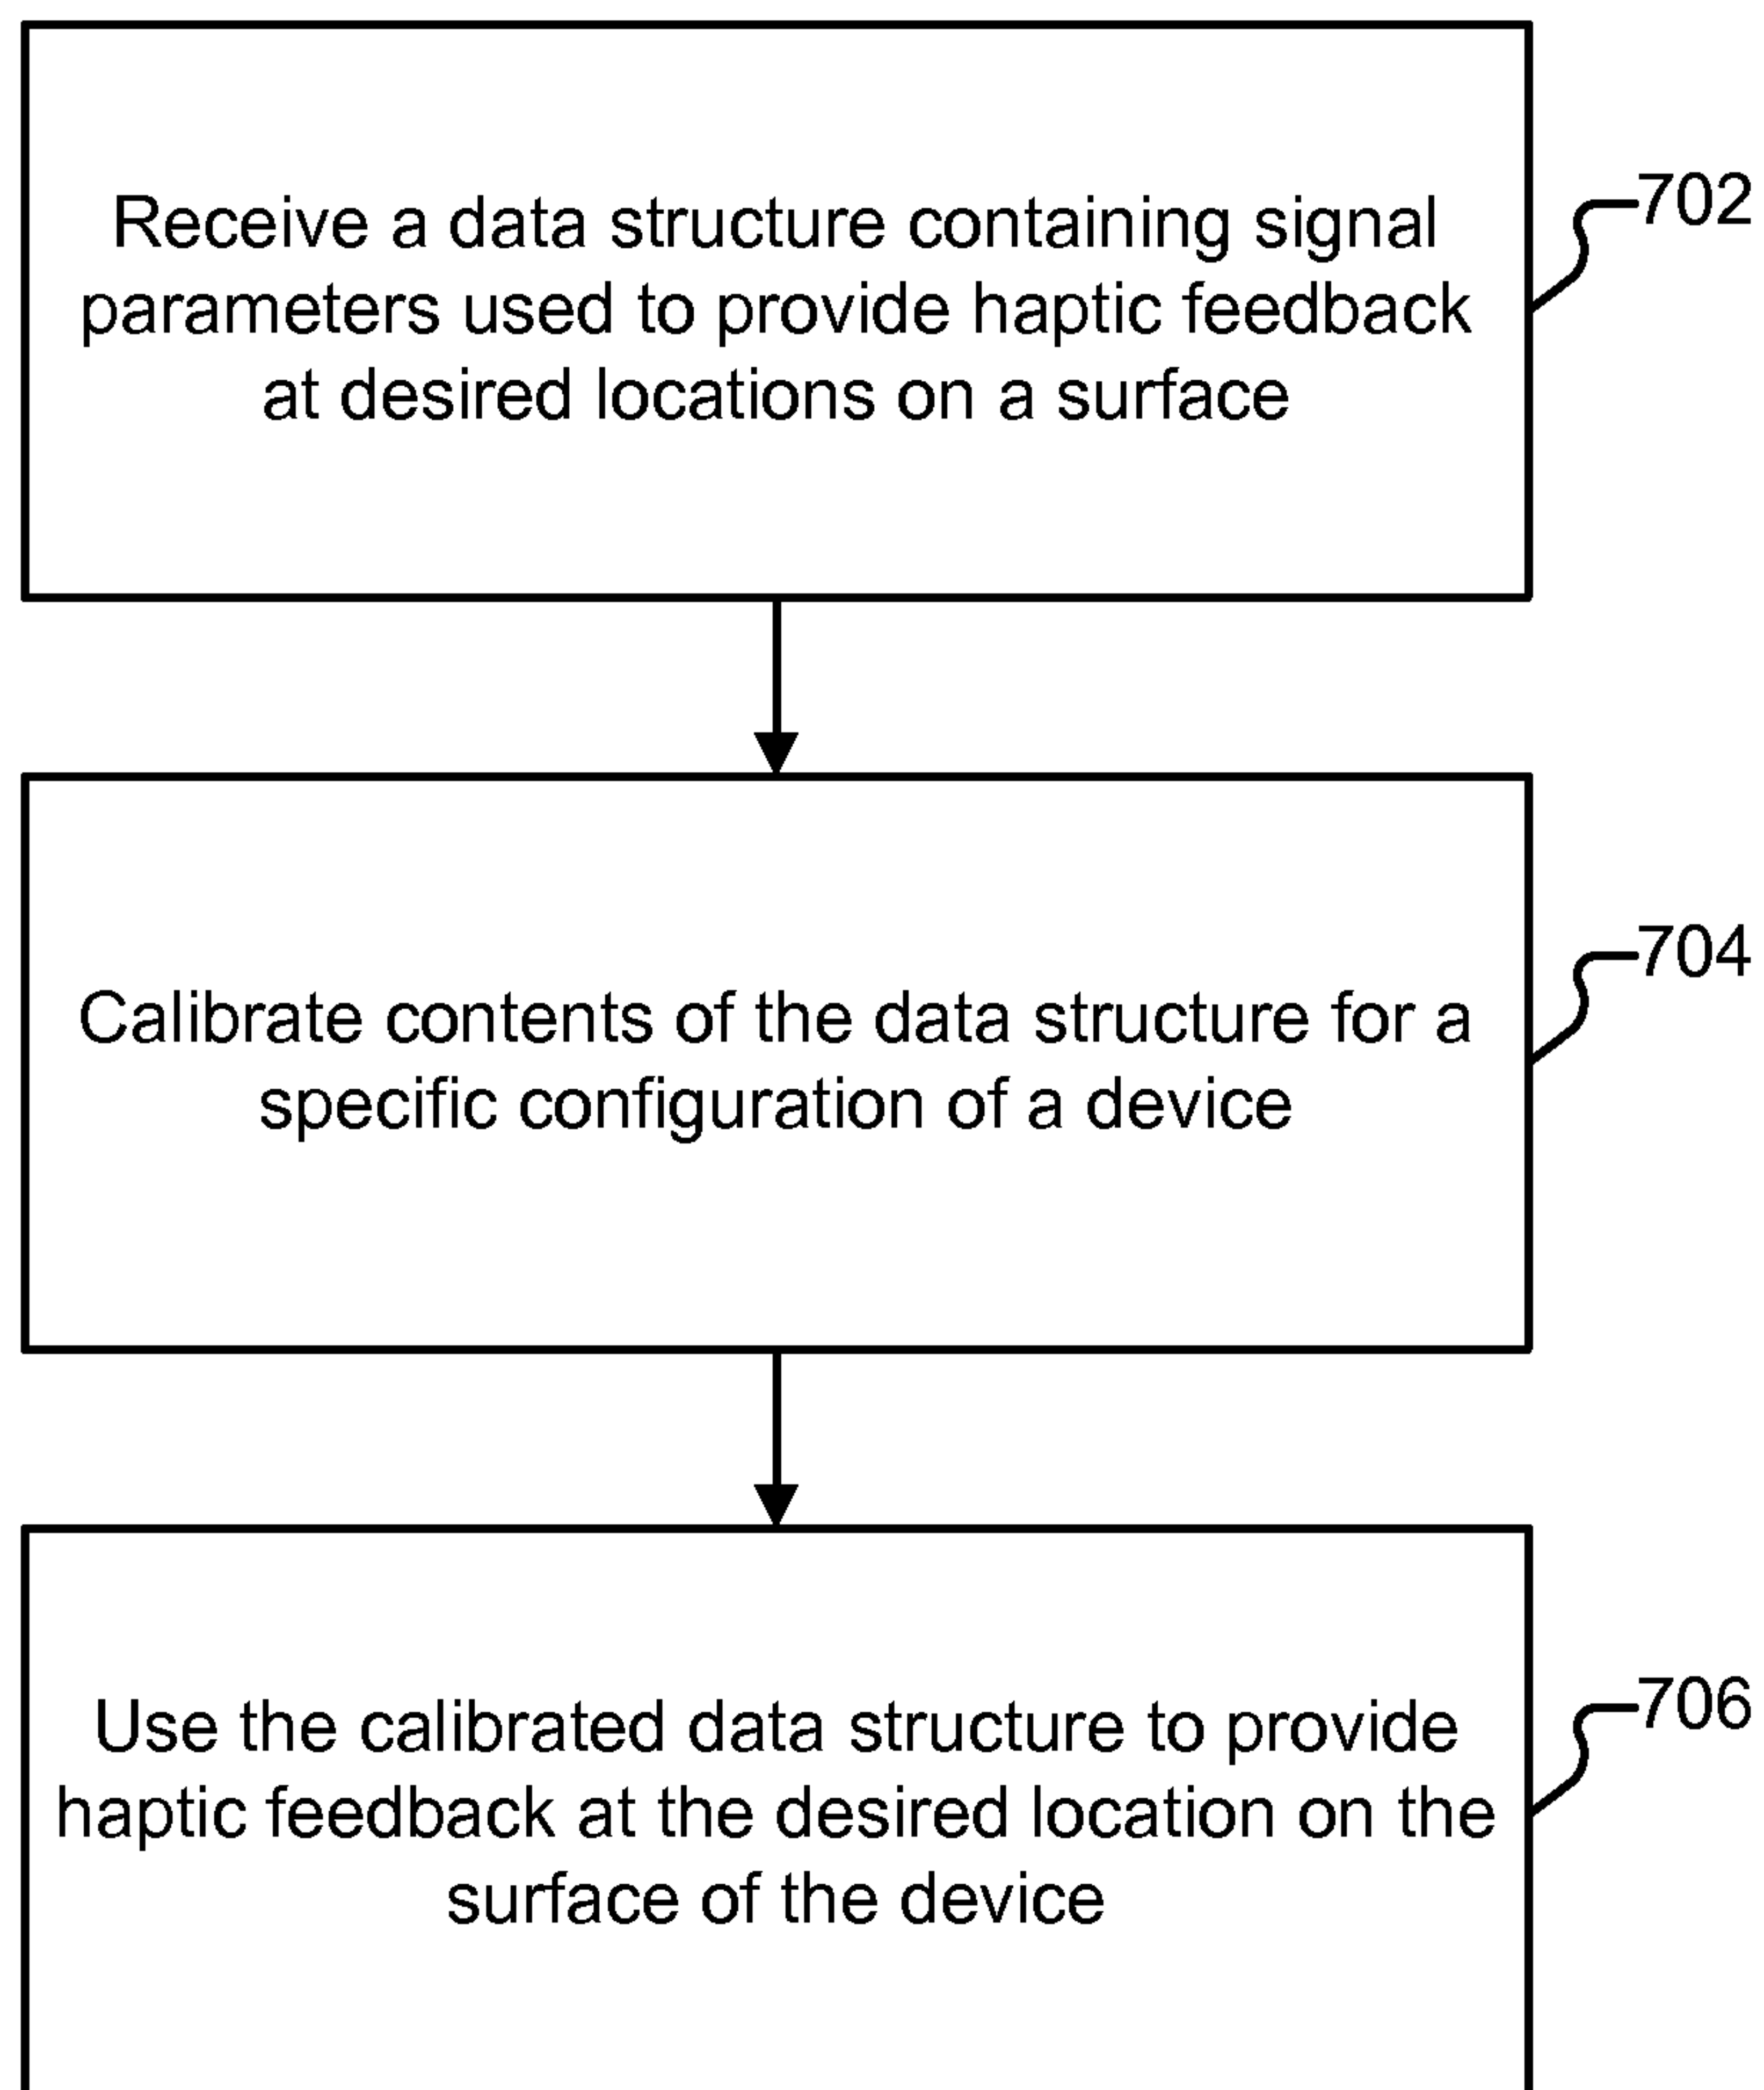 Receive a data structure containing signal
parameters used to provide haptic feedback
at desired locations on a surface
702
Calibrate contents of the data structure for a
specific configuration of a device
704
Use the calibrated data structure to provide
haptic feedback at the desired location on the
surface of the device
706